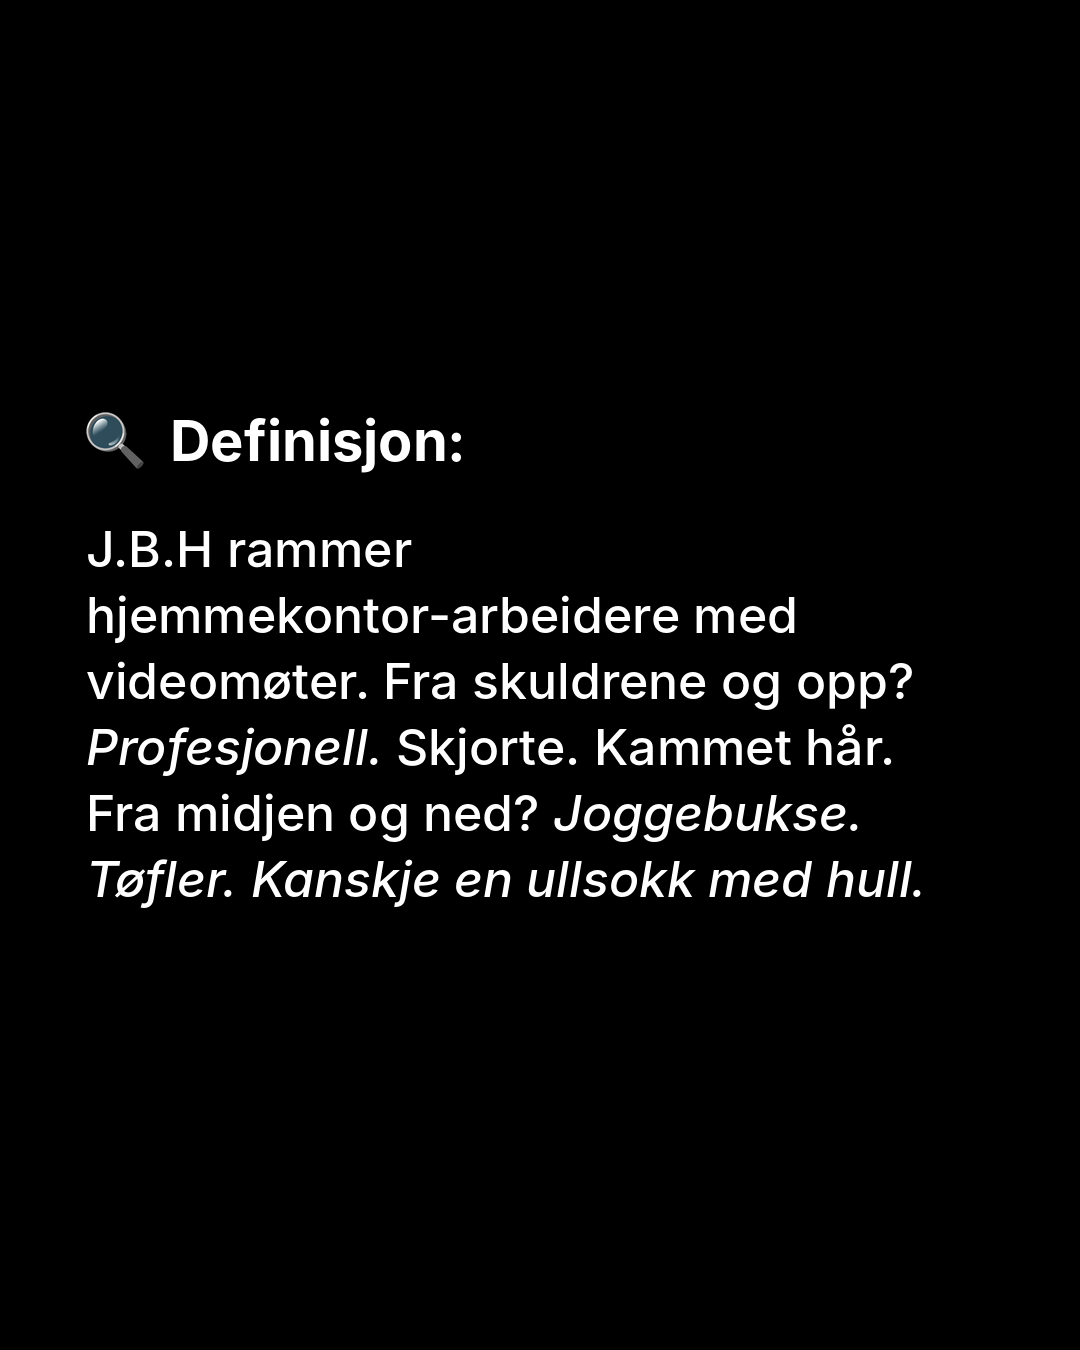 🔍 Definisjon:
J.B.H rammer
hjemmekontor-arbeidere med
videomøter. Fra skuldrene og opp?
Profesjonell. Skjorte. Kammet hår.
Fra midjen og ned? Joggebukse.
Tøfler. Kanskje en ullsokk med hull.